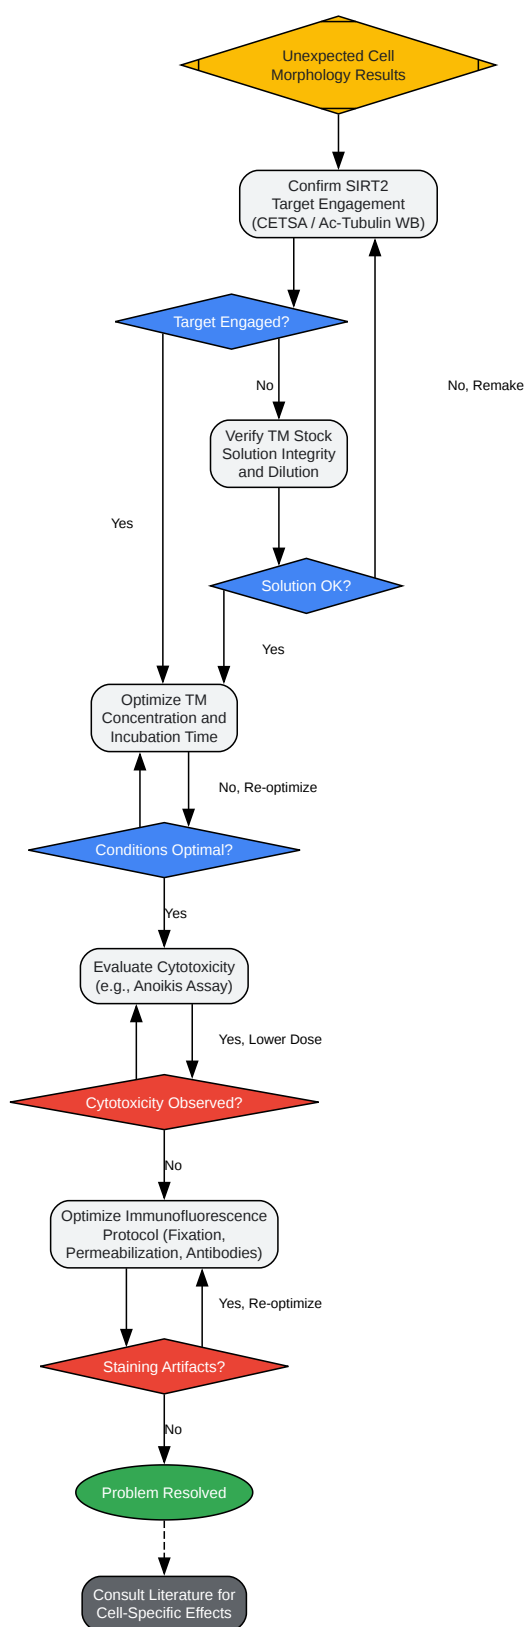 Unexpected Cell
Morphology Results
Confirm SIRT2
Target Engagement
(CETSA / Ac-Tubulin WB)
Target Engaged?
No
No, Remake
Verify TM Stock
Solution Integrity
and Dilution
Yes
Solution OK?
Yes
Optimize TM
Concentration and
Incubation Time
No, Re-optimize
Conditions Optimal?
Yes
Evaluate Cytotoxicity
(e.g., Anoikis Assay)
Yes, Lower Dose
Cytotoxicity Observed?
No
Optimize Immunofluorescence
Protocol (Fixation,
Permeabilization, Antibodies)
Yes, Re-optimize
Staining Artifacts?
No
Problem Resolved
Consult Literature for
Cell-Specific Effects